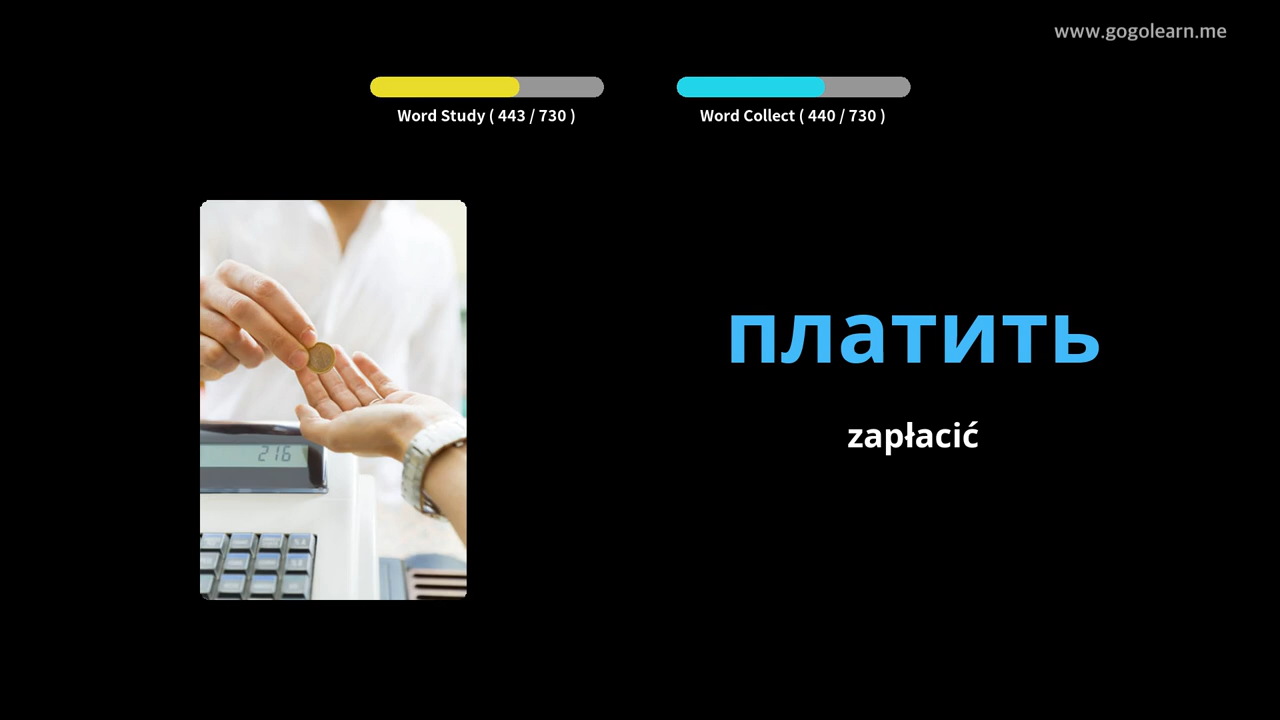 www.gogolearn.me
Word Study ( 443 / 730 )
Word Collect ( 440 / 730 )
216
платить
zapłacić